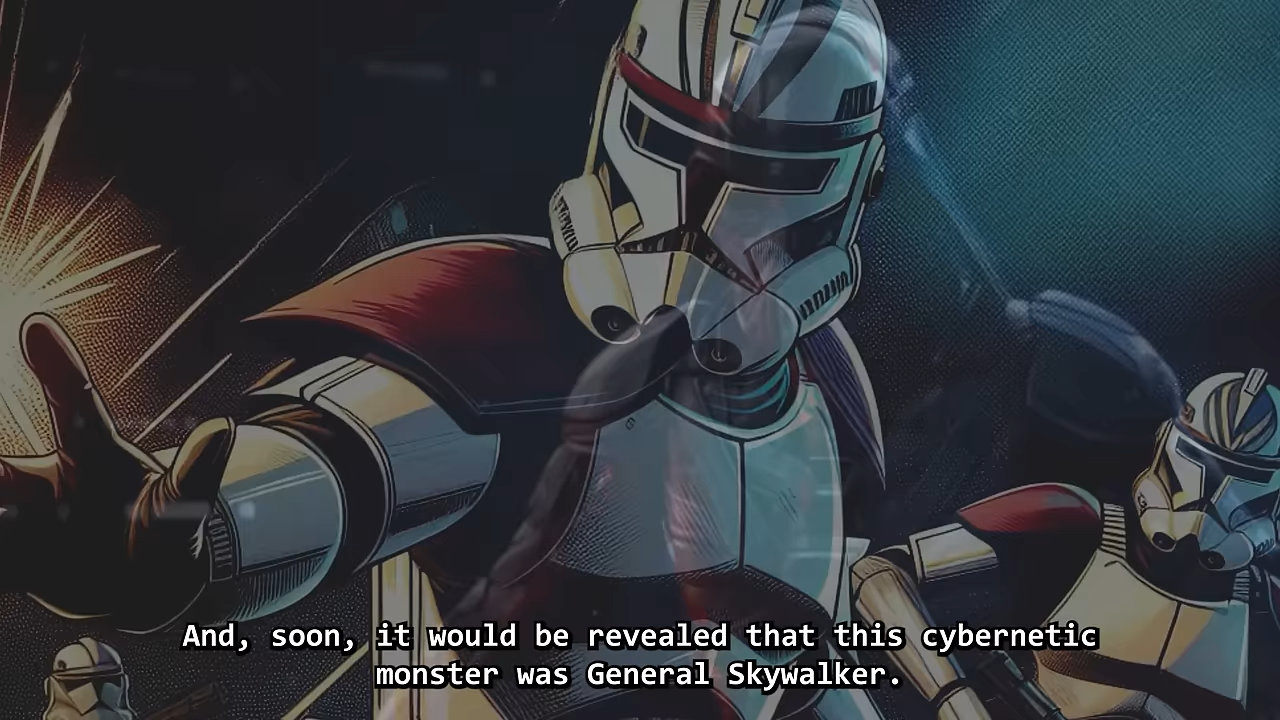 And, soon, it would be revealed that this cybernetic
monster was General Skywalker.